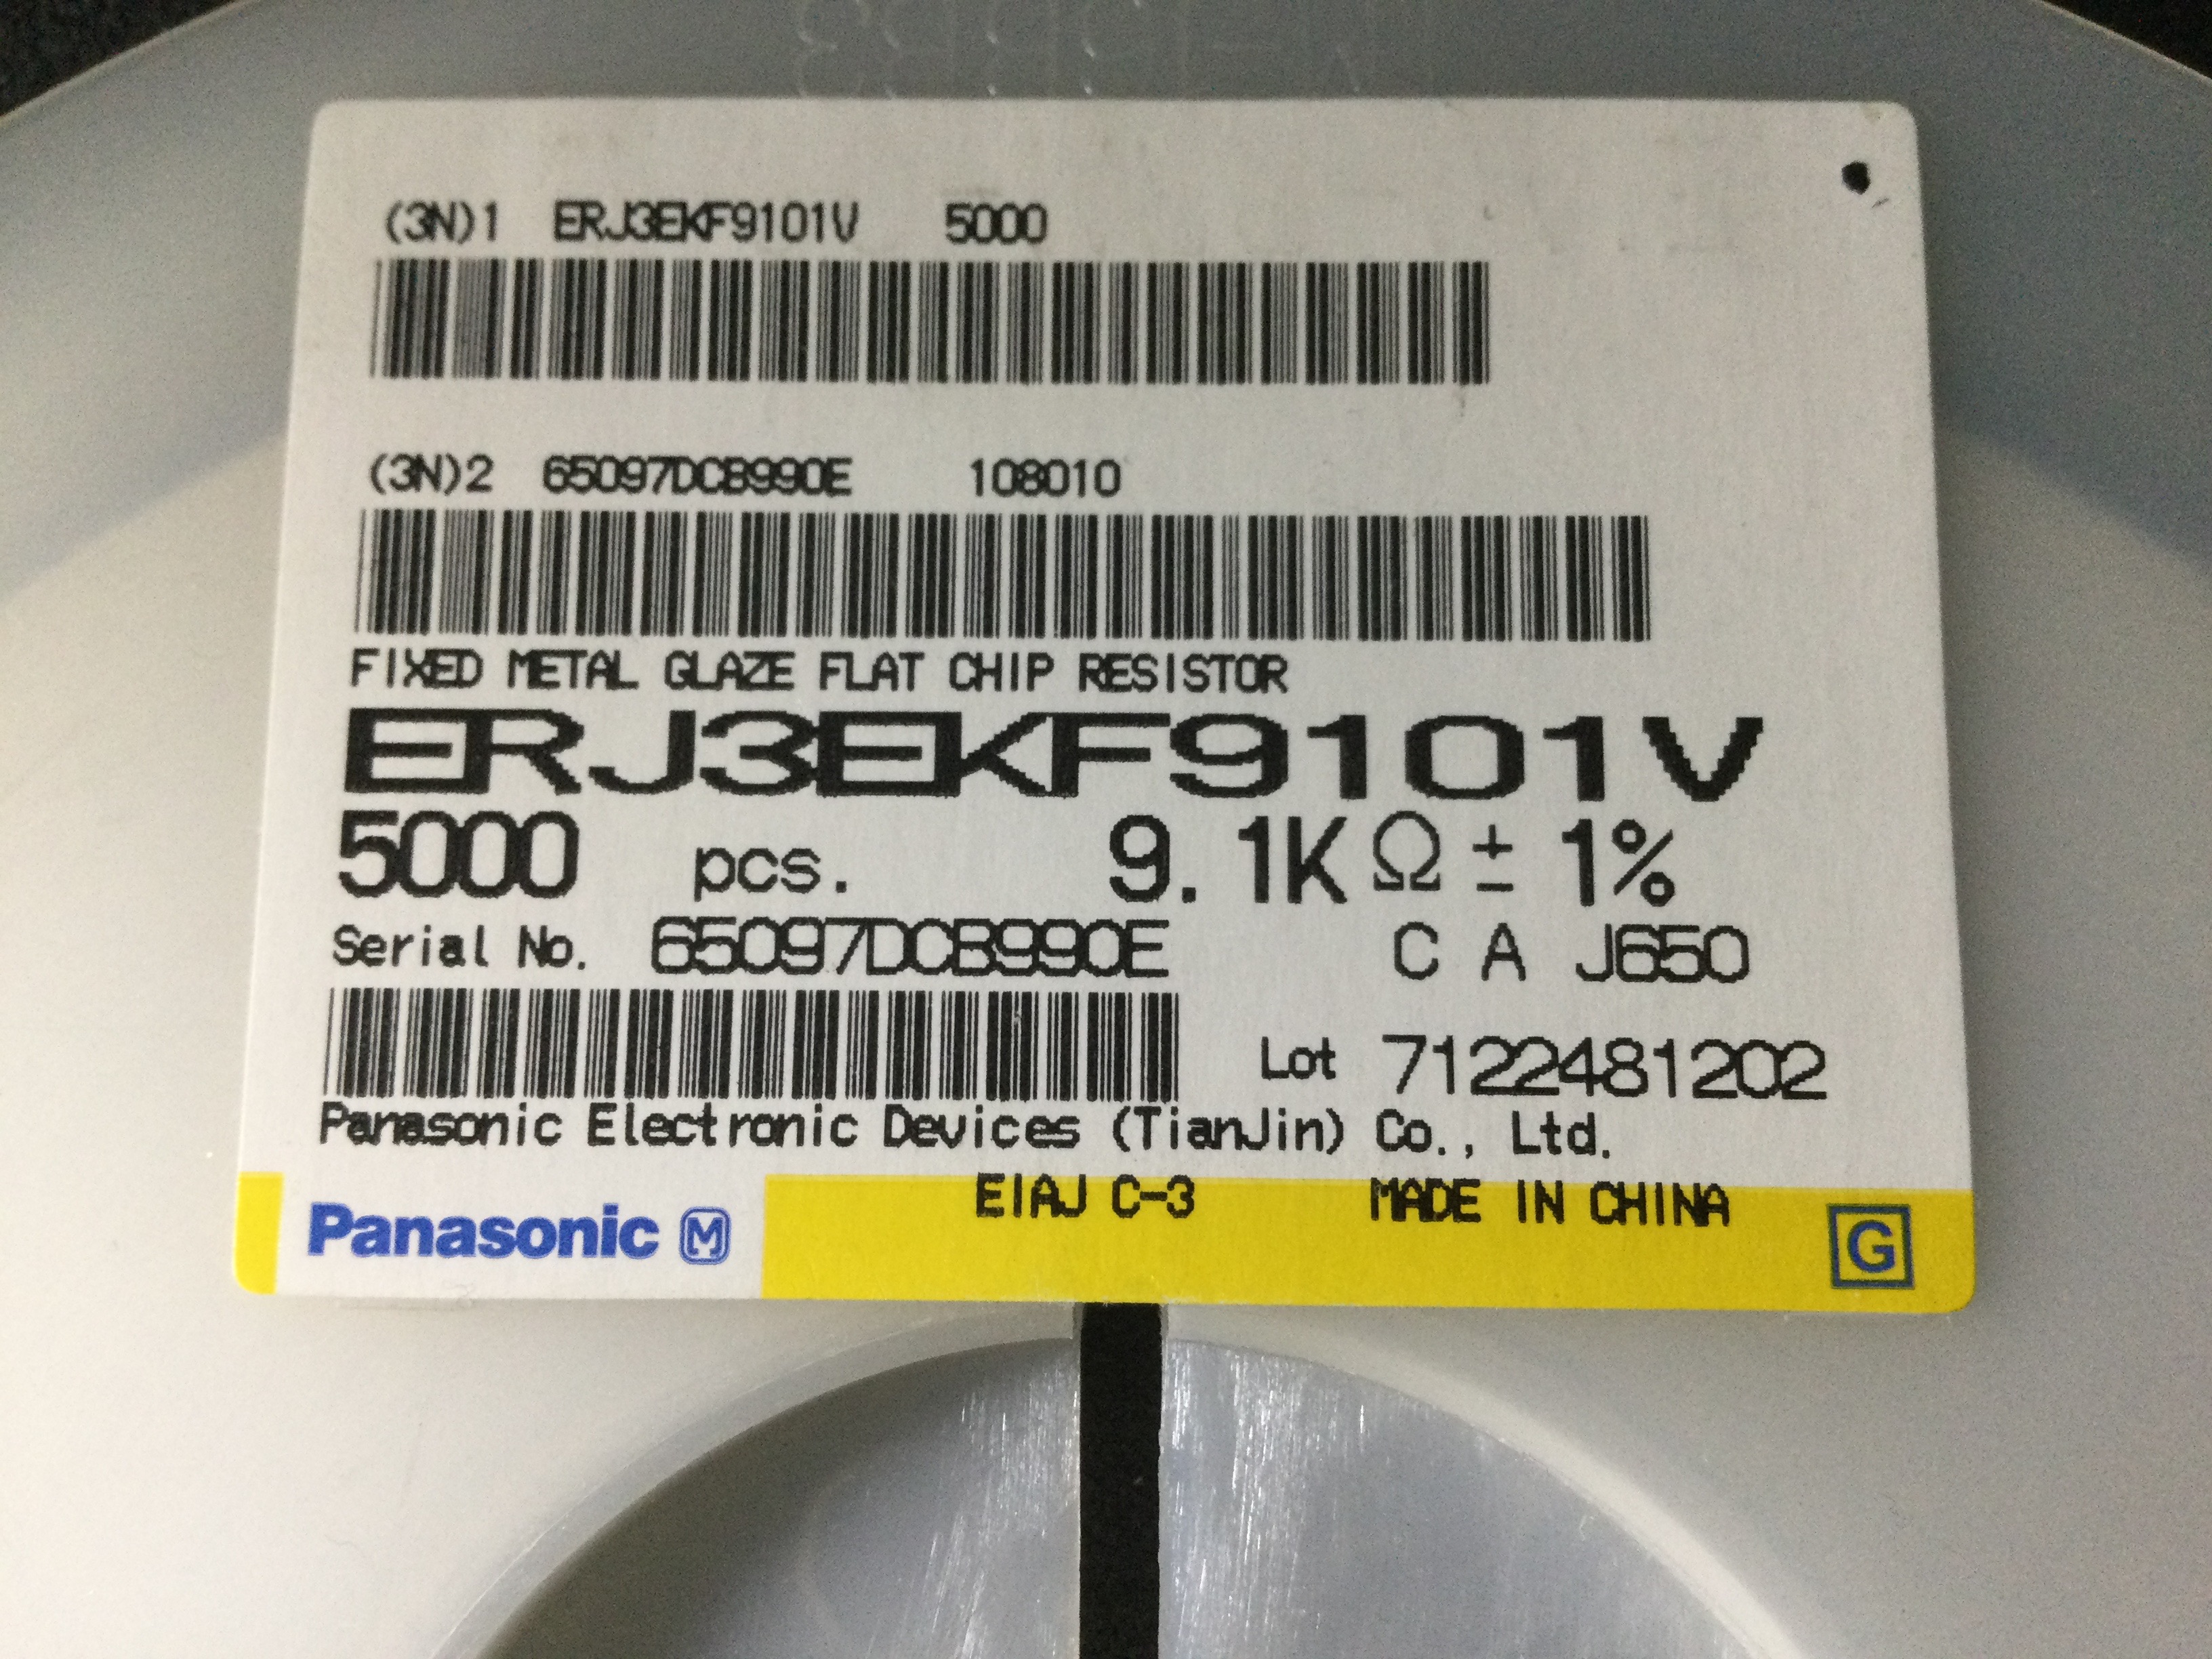 (3N)1 ERJ3EKF9101V 5000
(3N)2 65097DCB990E 108010
FIXED METAL GLAZE FLAT CHIP RESISTOR
ERJ3EKF9101V
5000 pcs. 9.1KΩ ± 1%
Serial No. 65097DCB990E C A J650
Lot 7122481202
Panasonic Electronic Devices (TianJin) Co., Ltd.
EIAJ C-3 MADE IN CHINA
Panasonic M G